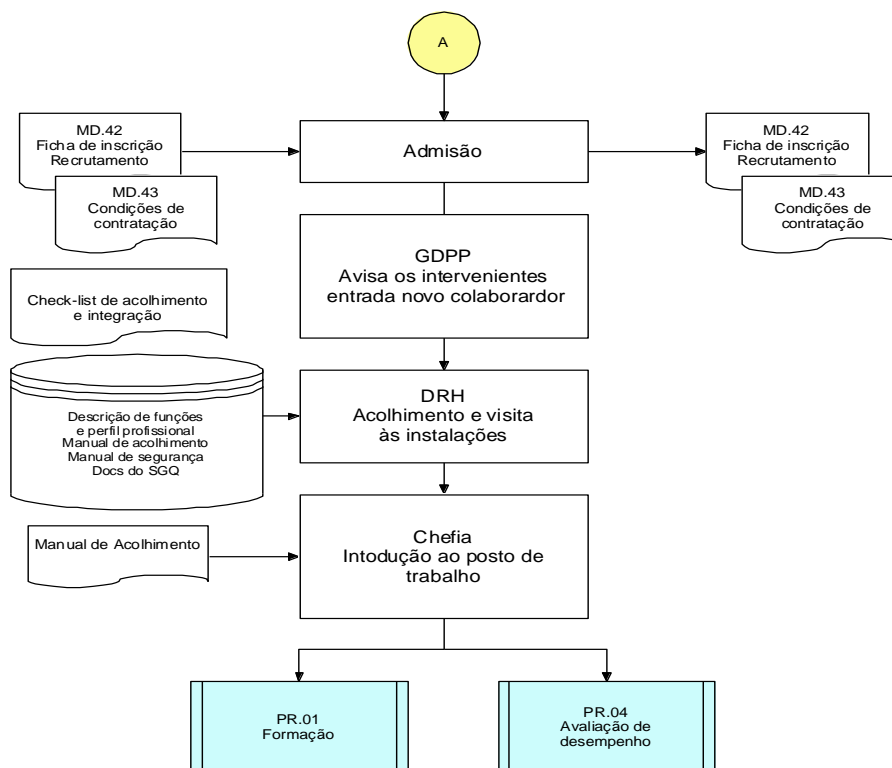 A
MD.42
Ficha de inscrição
Recrutamento
MD.43
Condições de
contratação
Admisão
MD.42
Ficha de inscrição
Recrutamento
MD.43
Condições de
contratação
GDPP
Avisa os intervenientes
entrada novo colaborardor
Check-list de acolhimento
e integração
Descrição de funções
e perfil profissional
Manual de acolhimento
Manual de segurança
Docs do SGQ
DRH
Acolhimento e visita
às instalações
Manual de Acolhimento
Chefia
Intodução ao posto de
trabalho
PR.01
Formação
PR.04
Avaliação de
desempenho